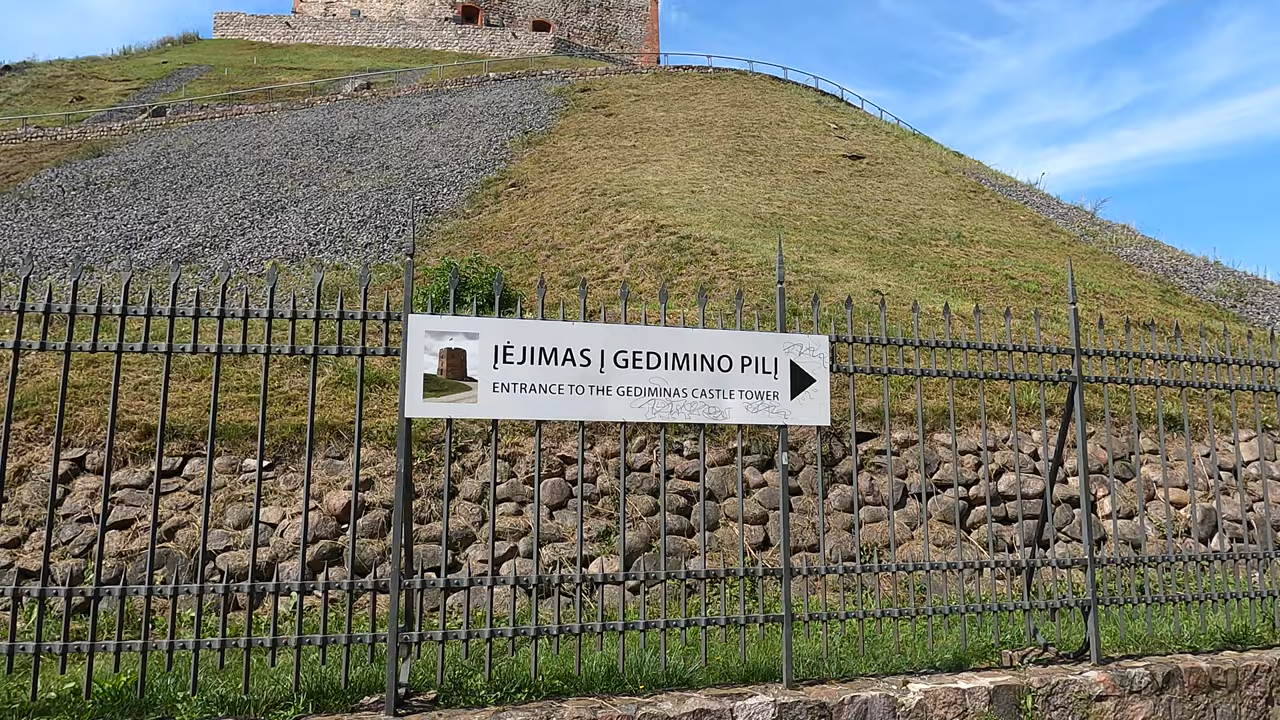 ĮĖJIMAS Į GEDIMINO PILĮ
ENTRANCE TO THE GEDIMINAS CASTLE TOWER